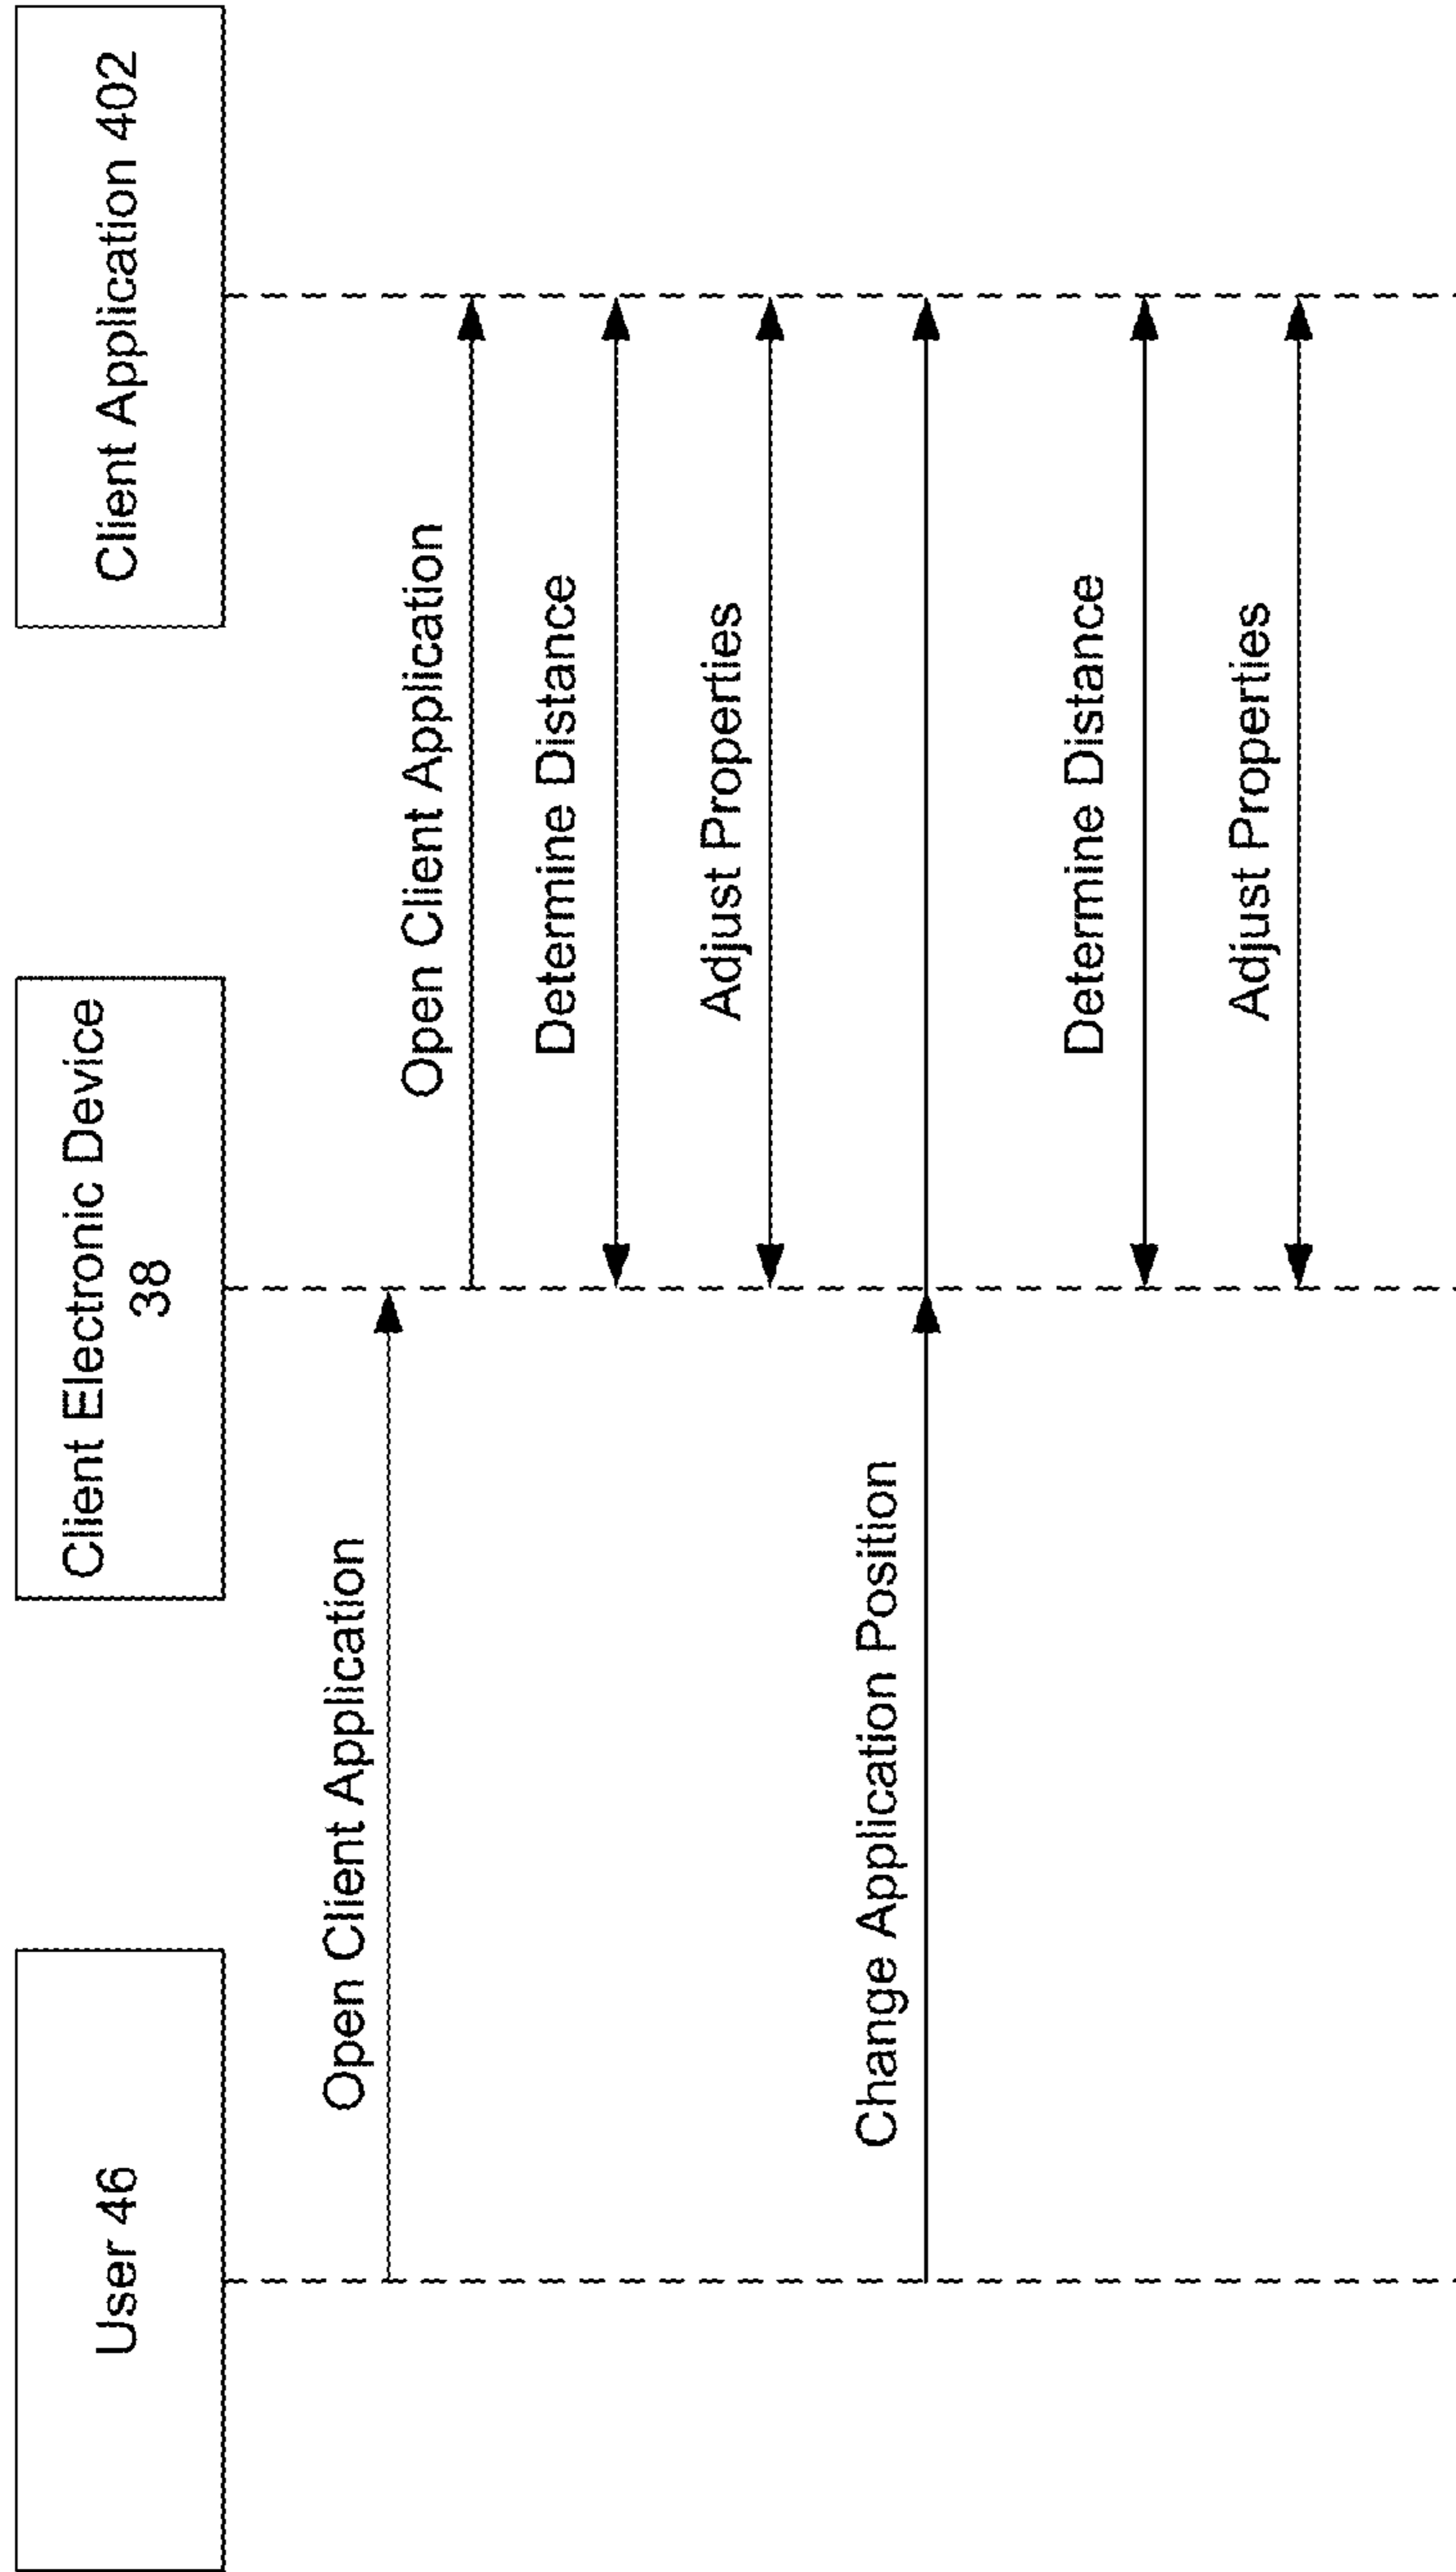 User 46
Client Electronic Device
38
Client Application 402
Open Client Application
Open Client Application
Determine Distance
Adjust Properties
Change Application Position
Determine Distance
Adjust Properties